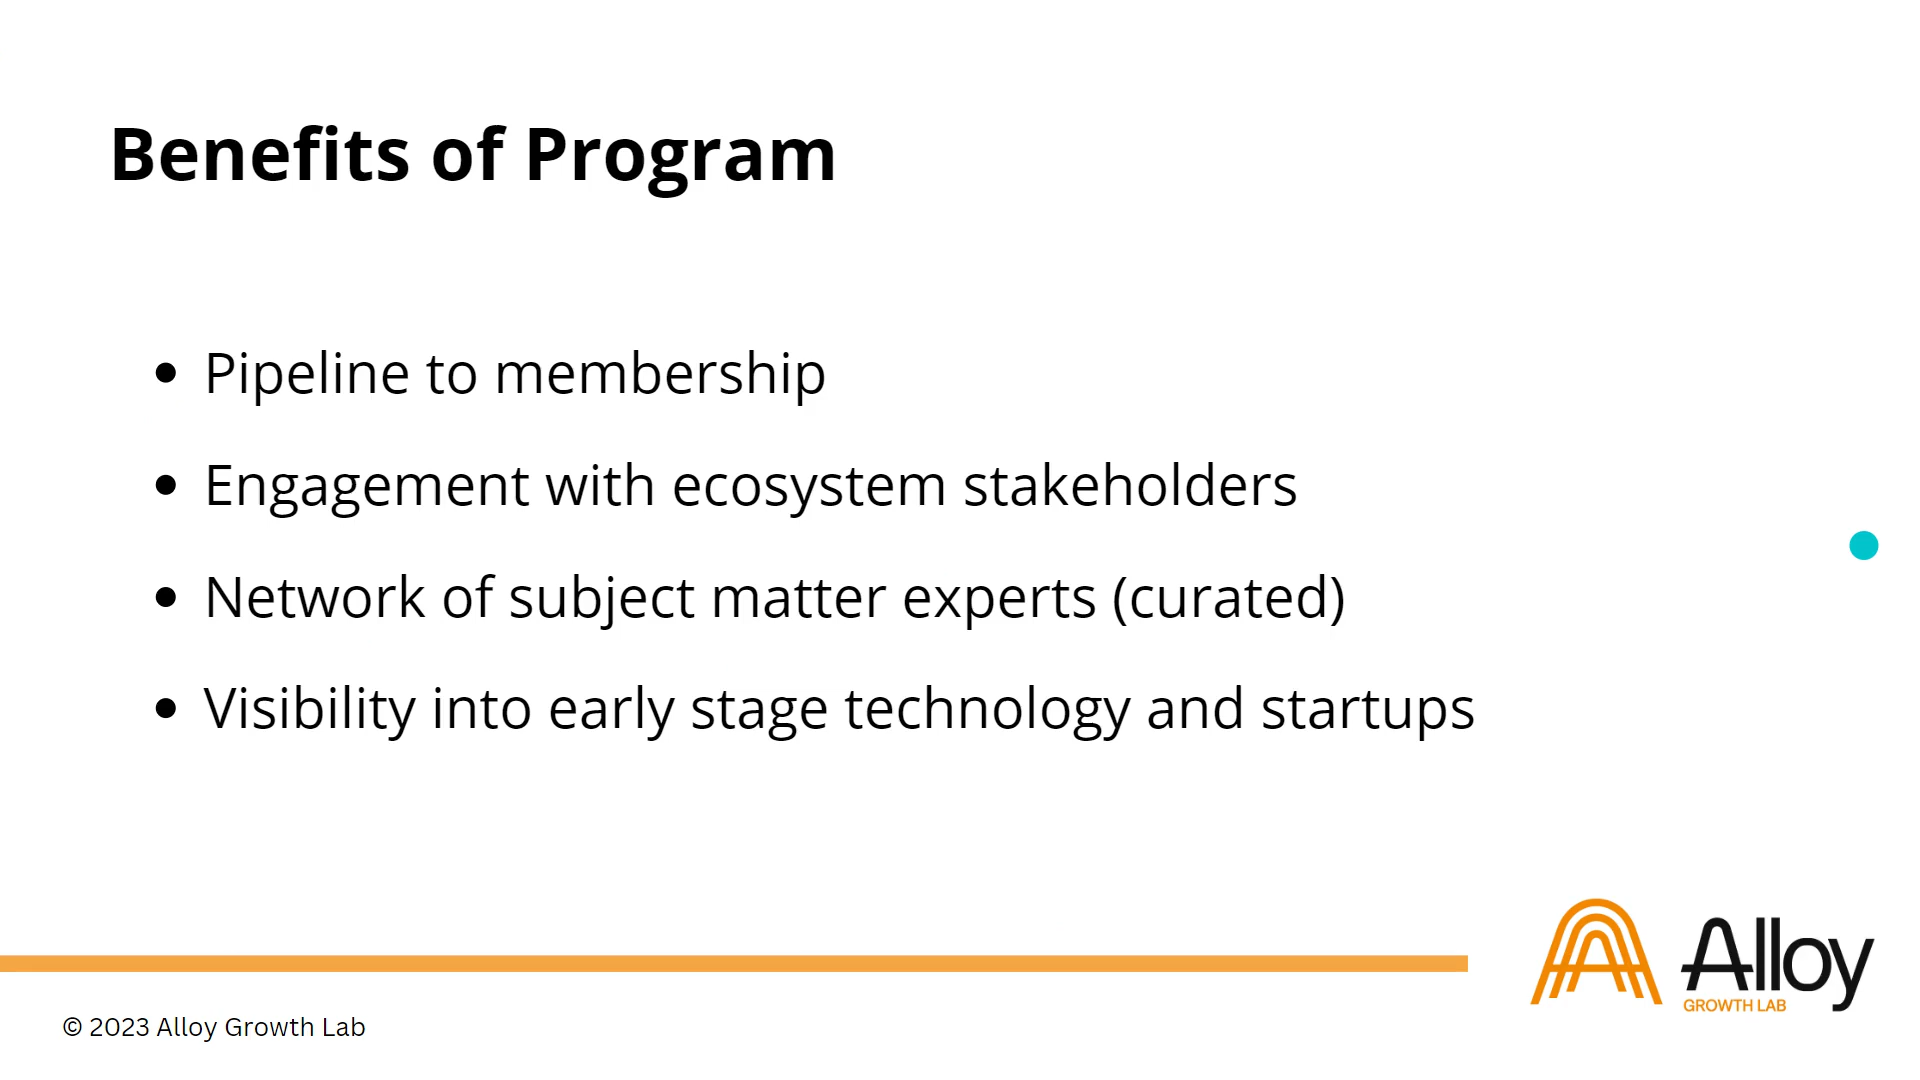 Benefits of Program
• Pipeline to membership
• Engagement with ecosystem stakeholders
• Network of subject matter experts (curated)
• Visibility into early stage technology and startups
Alloy
GROWTH LAB
© 2023 Alloy Growth Lab